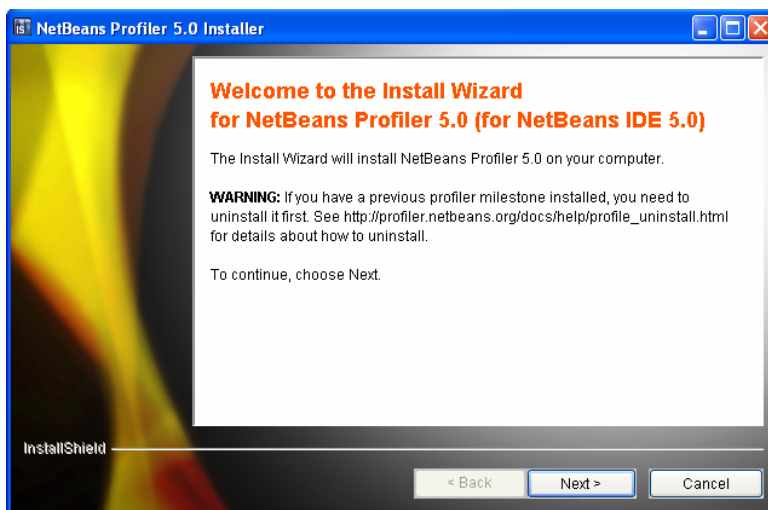 NetBeans Profiler 5.0 Installer
Welcome to the Install Wizard
for NetBeans Profiler 5.0 (for NetBeans IDE 5.0)
The Install Wizard will install NetBeans Profiler 5.0 on your computer.
WARNING: If you have a previous profiler milestone installed, you need to
uninstall it first. See http://profiler.netbeans.org/docs/help/profile_uninstall.html
for details about how to uninstall.
To continue, choose Next.
InstallShield
< Back
Next >
Cancel